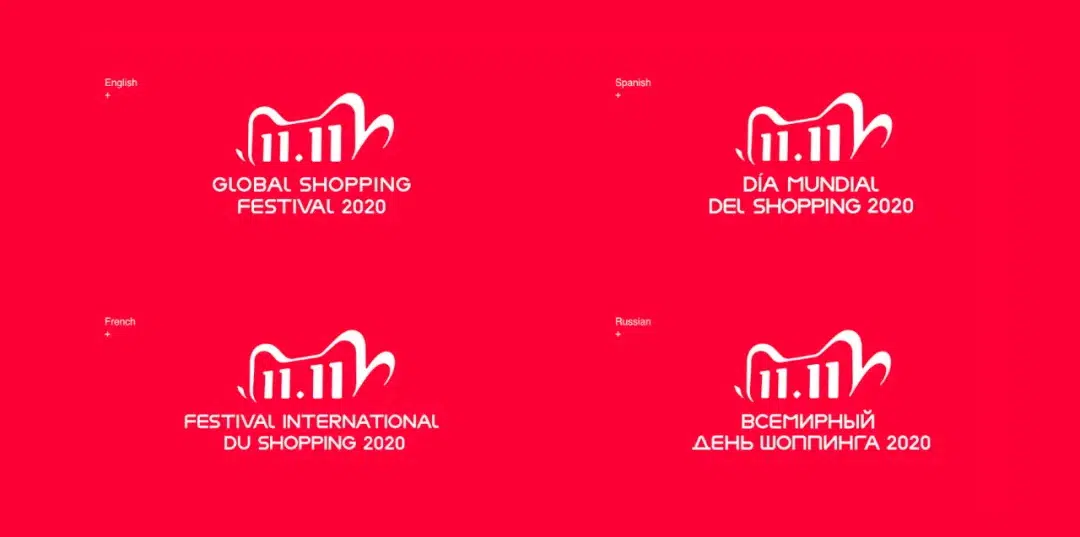 English
+
11.11
GLOBAL SHOPPING
FESTIVAL 2020
Spanish
+
11.11
DÍA MUNDIAL
DEL SHOPPING 2020
French
+
11.11
FESTIVAL INTERNATIONAL
DU SHOPPING 2020
Russian
+
11.11
ВСЕМИРНЫЙ
ДЕНЬ ШОППИНГА 2020